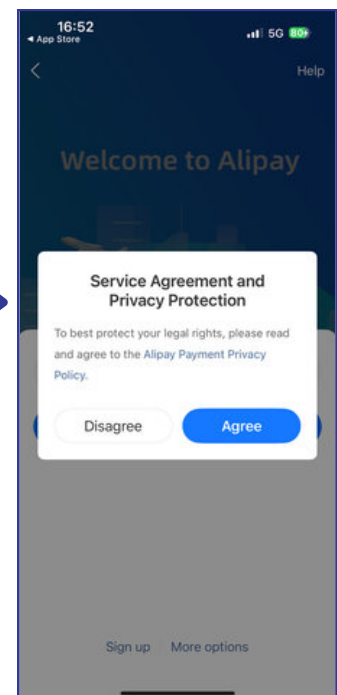 16:52
5G 80
◄ App Store
Help
Welcome to Alipay
Service Agreement and
Privacy Protection
To best protect your legal rights, please read
and agree to the Alipay Payment Privacy
Policy.
Disagree Agree
Sign up More options